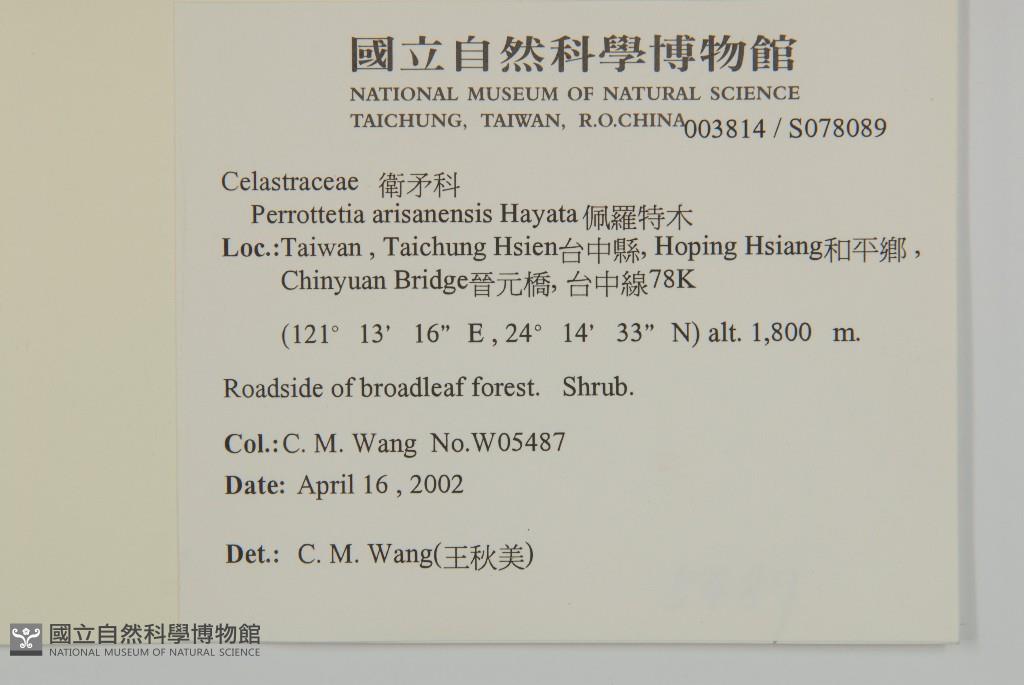 國立自然科學博物館
NATIONAL MUSEUM OF NATURAL SCIENCE
TAICHUNG, TAIWAN, R.O.CHINA
003814 / S078089
Celastraceae 衛矛科
Perrottetia arisanensis Hayata 佩羅特木
Loc.:Taiwan , Taichung Hsien台中縣, Hoping Hsiang和平鄉 ,
Chinyuan Bridge晉元橋, 台中線78K
(121° 13’ 16” E , 24° 14’ 33” N) alt. 1,800 m.
Roadside of broadleaf forest. Shrub.
Col.: C. M. Wang No.W05487
Date: April 16 , 2002
Det.: C. M. Wang(王秋美)
國立自然科學博物館
NATIONAL MUSEUM OF NATURAL SCIENCE